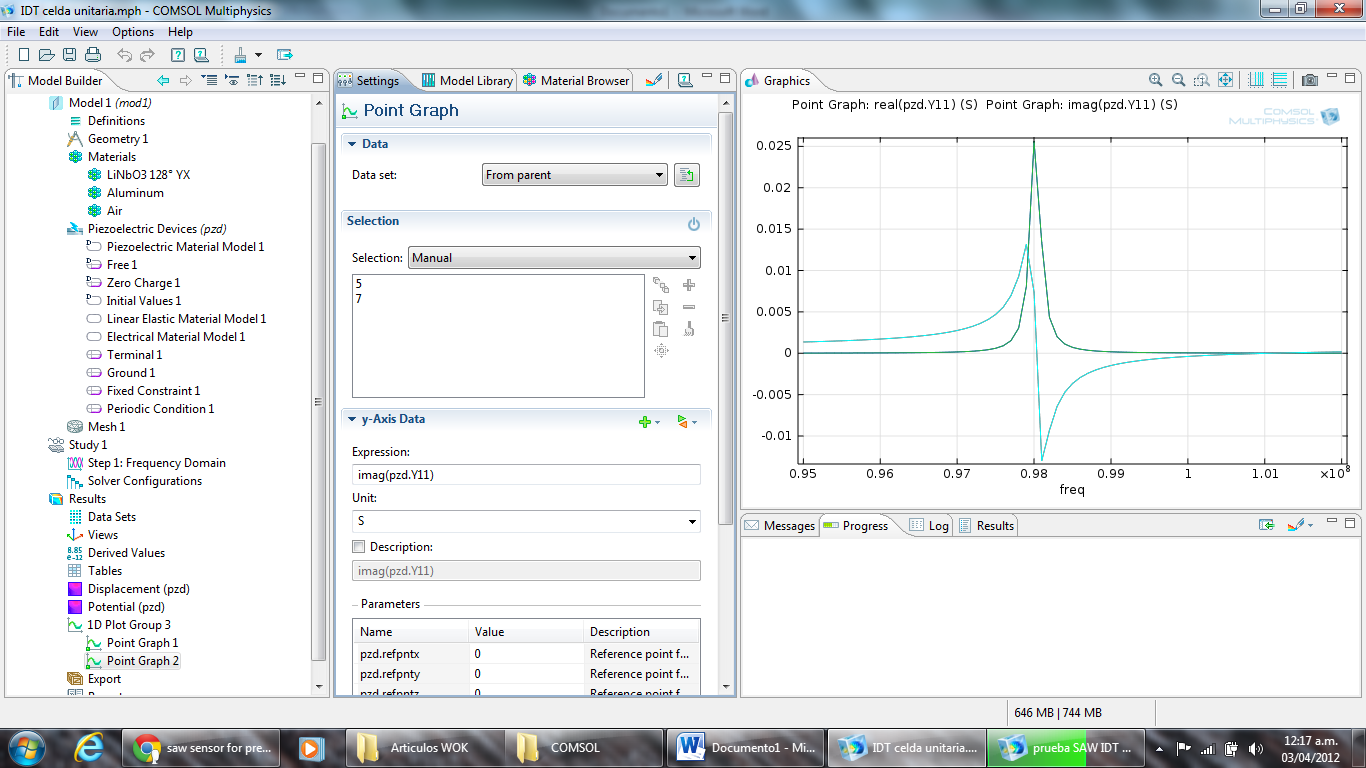 IDT celda unitaria.mph - COMSOL Multiphysics
File Edit View Options Help
Model Builder
Model 1 (mod1)
Definitions
Geometry 1
Materials
LiNbO3 128° YX
Aluminum
Air
Piezoelectric Devices (pzd)
Piezoelectric Material Model 1
Free 1
Zero Charge 1
Initial Values 1
Linear Elastic Material Model 1
Electrical Material Model 1
Terminal 1
Ground 1
Fixed Constraint 1
Periodic Condition 1
Mesh 1
Study 1
Step 1: Frequency Domain
Solver Configurations
Results
8.85
e-12
Data Sets
Views
Derived Values
Tables
Displacement (pzd)
Potential (pzd)
1D Plot Group 3
Point Graph 1
Point Graph 2
Export
Settings Model Library Material Browser
Point Graph
Data
Data set: From parent
Selection
Selection: Manual
5
7
y-Axis Data
Expression:
imag(pzd.Y11)
Unit:
S
Description:
imag(pzd.Y11)
Parameters
Name Value Description
pzd.refpntx 0 Reference point f...
pzd.refpnty 0 Reference point f...
pzd.refpntz 0 Reference point f...
Graphics
Point Graph: real(pzd.Y11) (S) Point Graph: imag(pzd.Y11) (S)
COMSOL
MULTIPHYSICS
0.025
0.02
0.015
0.01
0.005
0
-0.005
-0.01
0.95 0.96 0.97 0.98 0.99 1 1.01 ×10⁸
freq
Messages Progress Log Results
646 MB | 744 MB
saw sensor for pre... Articulos WOK COMSOL Documento1 - Mi... IDT celda unitaria.... prueba SAW IDT ...
12:17 a.m.
03/04/2012